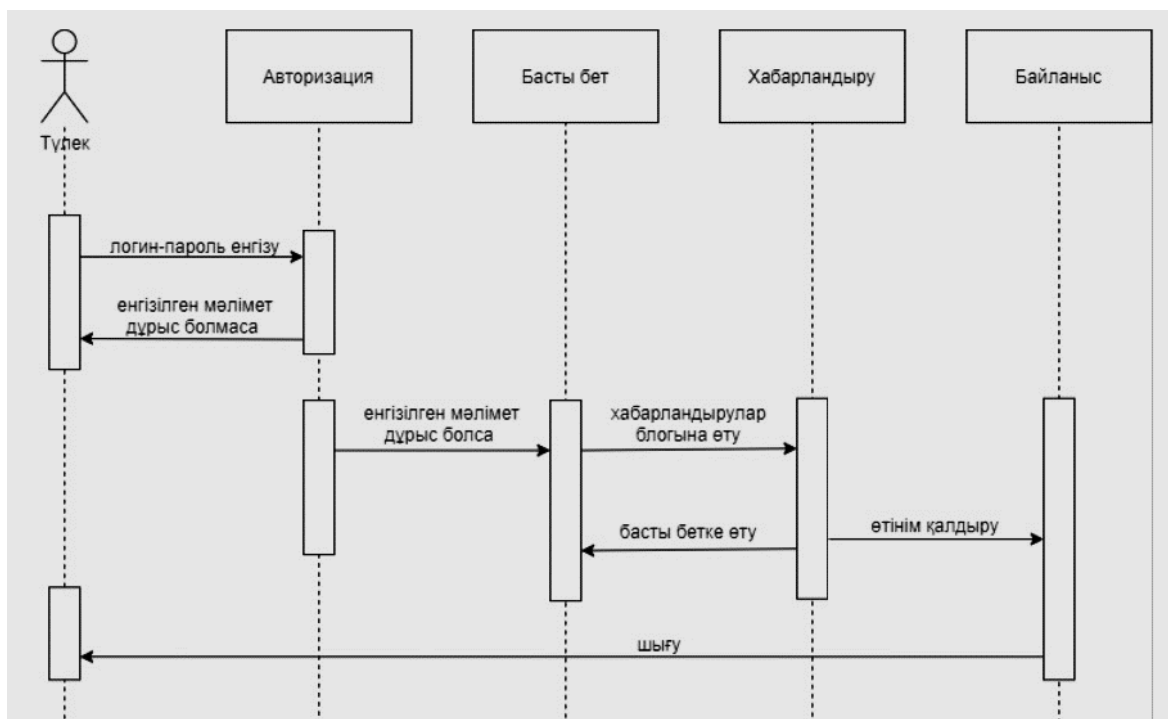 Авторизация
Басты бет
Хабарландыру
Байланыс
Түлек
логин-пароль енгізу
енгізілген мәлімет
дұрыс болмаса
енгізілген мәлімет
дұрыс болса
хабарландырулар
блогына өту
басты бетке өту
өтінім қалдыру
шығу